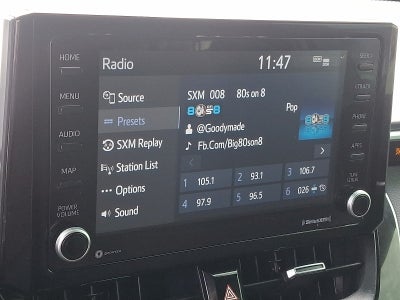 HOME
MENU
AUDIO
MAP
POWER
VOLUME
Radio
11:47
Source
Presets
SXM Replay
Station List
Options
Sound
SXM 008 80s on 8
Pop
@Goodymade
Fb.Com/Big80son8
1 105.1
2 93.1
3 106.7
4 97.9
5 96.5
6 026
SiriusXM
SEEK
TRACK
PHONE
APPS
TUNE